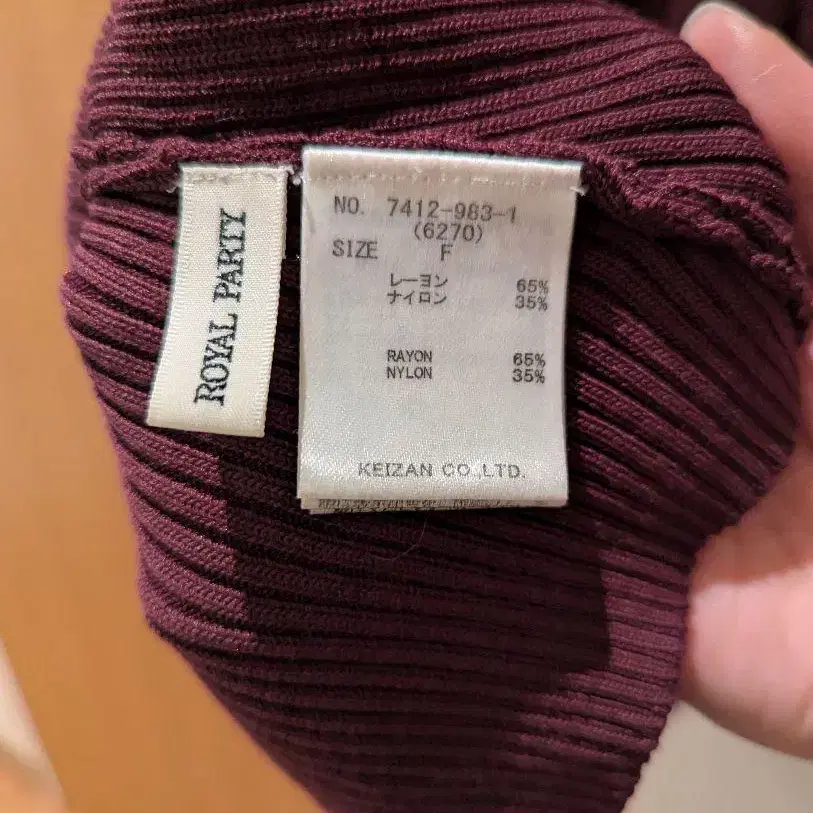 ROYAL PARTY
NO. 7412-983-1
(6270)
SIZE F
レーヨン 65%
ナイロン 35%
RAYON 65%
NYLON 35%
KEIZAN CO.,LTD.